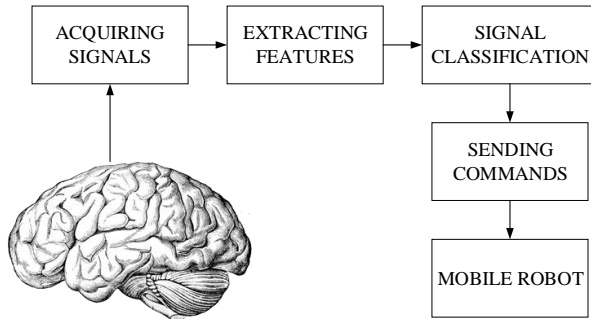 ACQUIRING
SIGNALS
EXTRACTING
FEATURES
SIGNAL
CLASSIFICATION
SENDING
COMMANDS
MOBILE ROBOT